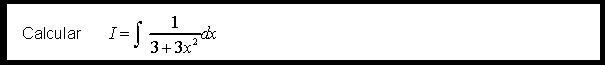 Calcular I = ∫ 1/(3+3x²) dx